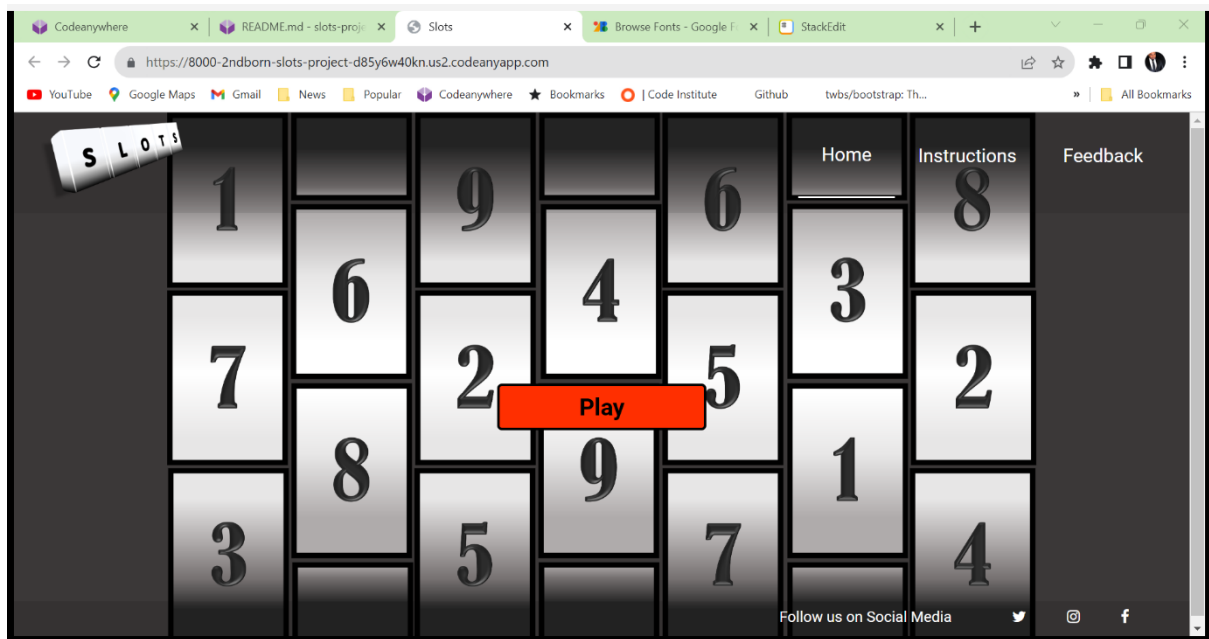 Codeanywhere README.md - slots-proje Slots Browse Fonts - Google F StackEdit
https://8000-2ndborn-slots-project-d85y6w40kn.us2.codeanyapp.com
YouTube Google Maps Gmail News Popular Codeanywhere Bookmarks | Code Institute Github twbs/bootstrap: Th... » All Bookmarks
SLOTS Home Instructions Feedback
1 9 6 8
6 4 3
7 2 5 2
Play
8 9 1
3 5 7 4
Follow us on Social Media